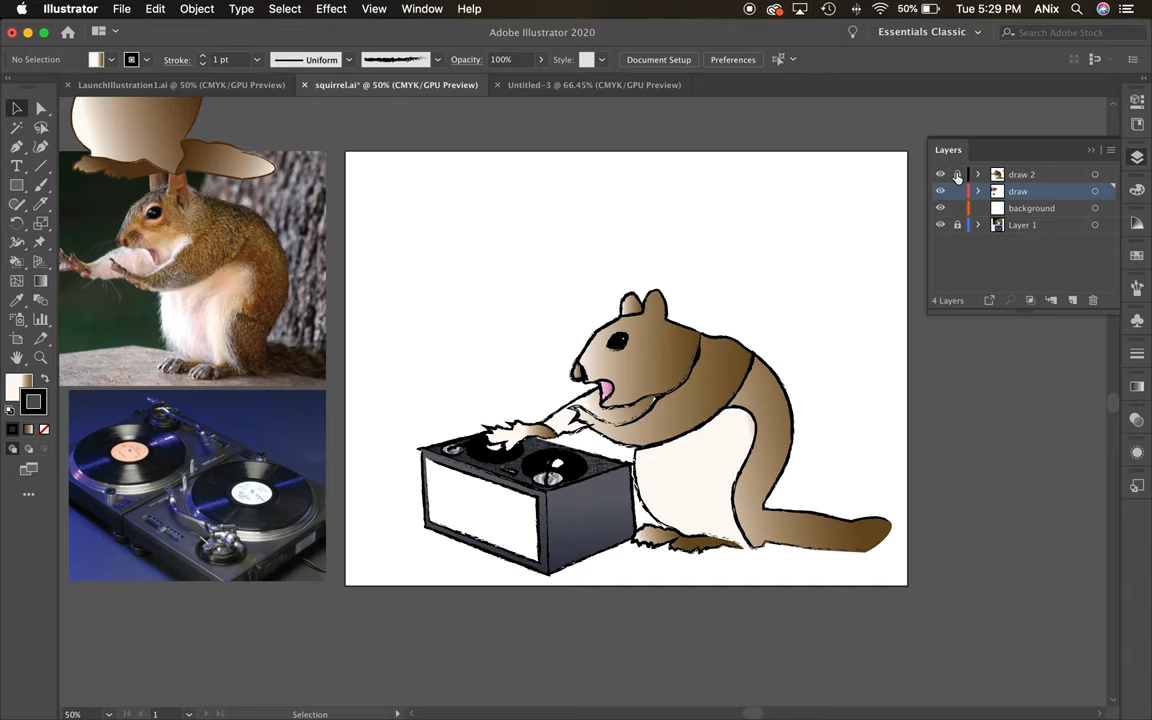 Illustrator File Edit Object Type Select Effect View Window Help 50% Tue 5:29 PM ANix
Adobe Illustrator 2020 Essentials Classic Search Adobe Stock
No Selection Stroke: 1 pt Uniform Opacity: 100% Style: Document Setup Preferences
LaunchIllustration1.ai @ 50% (CMYK/GPU Preview) squirrel.ai* @ 50% (CMYK/GPU Preview) Untitled-3 @ 66.45% (CMYK/GPU Preview)
Layers
draw 2
draw
background
Layer 1
4 Layers
50% 1 Selection